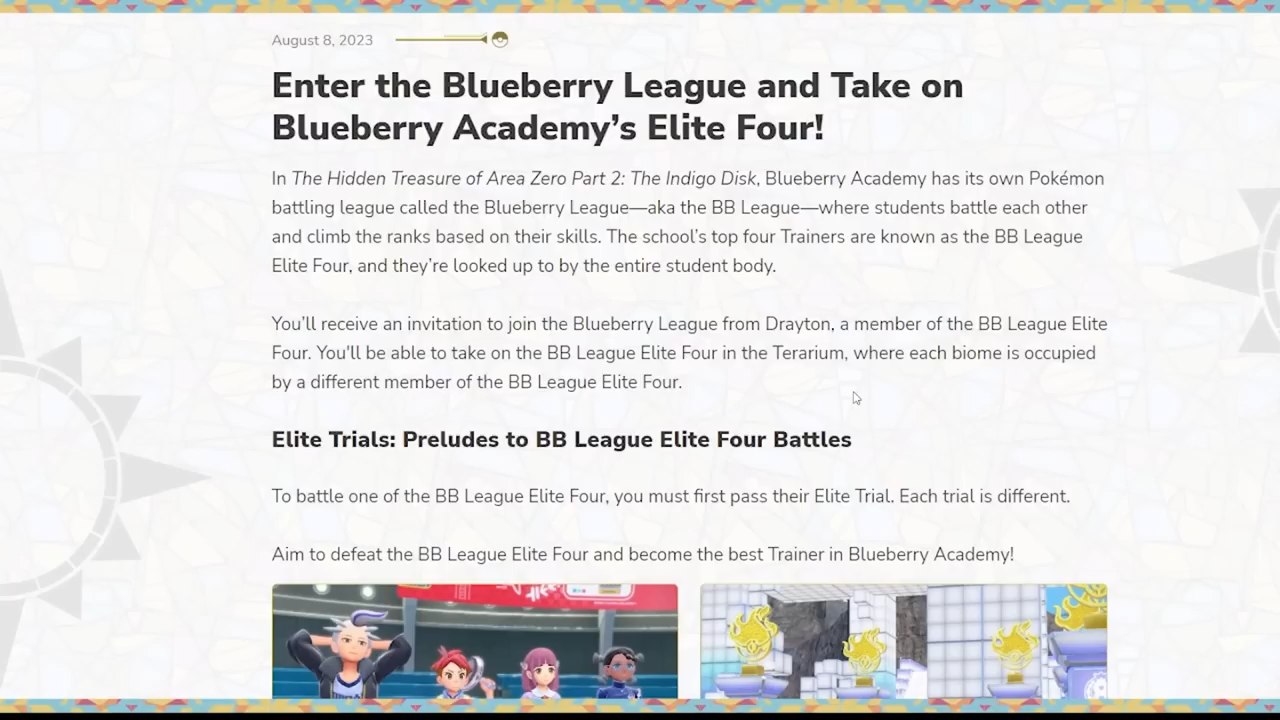 August 8, 2023
Enter the Blueberry League and Take on
Blueberry Academy’s Elite Four!
In The Hidden Treasure of Area Zero Part 2: The Indigo Disk, Blueberry Academy has its own Pokémon
battling league called the Blueberry League—aka the BB League—where students battle each other
and climb the ranks based on their skills. The school’s top four Trainers are known as the BB League
Elite Four, and they’re looked up to by the entire student body.
You’ll receive an invitation to join the Blueberry League from Drayton, a member of the BB League Elite
Four. You'll be able to take on the BB League Elite Four in the Terarium, where each biome is occupied
by a different member of the BB League Elite Four.
Elite Trials: Preludes to BB League Elite Four Battles
To battle one of the BB League Elite Four, you must first pass their Elite Trial. Each trial is different.
Aim to defeat the BB League Elite Four and become the best Trainer in Blueberry Academy!